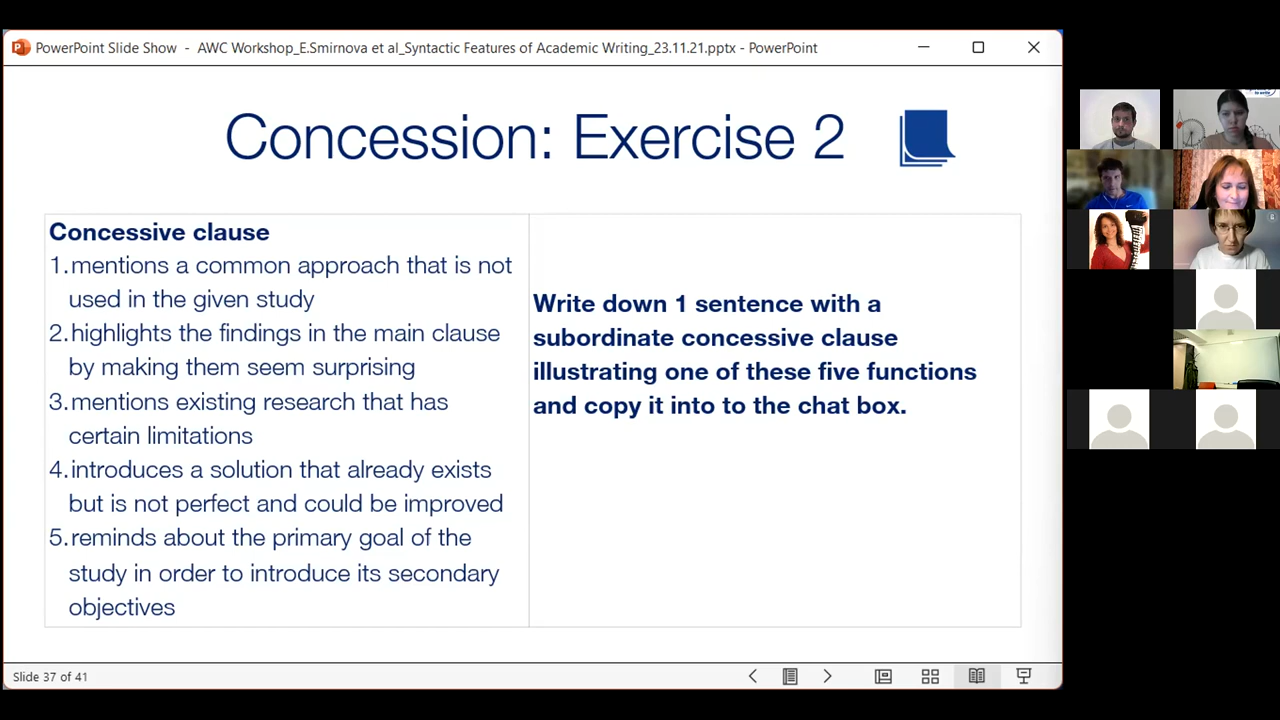 PowerPoint Slide Show - AWC Workshop_E.Smirnova et al_Syntactic Features of Academic Writing_23.11.21.pptx - PowerPoint
Concession: Exercise 2
Concessive clause
1.mentions a common approach that is not
used in the given study
2.highlights the findings in the main clause
by making them seem surprising
3.mentions existing research that has
certain limitations
4.introduces a solution that already exists
but is not perfect and could be improved
5.reminds about the primary goal of the
study in order to introduce its secondary
objectives
Write down 1 sentence with a
subordinate concessive clause
illustrating one of these five functions
and copy it into to the chat box.
Slide 37 of 41